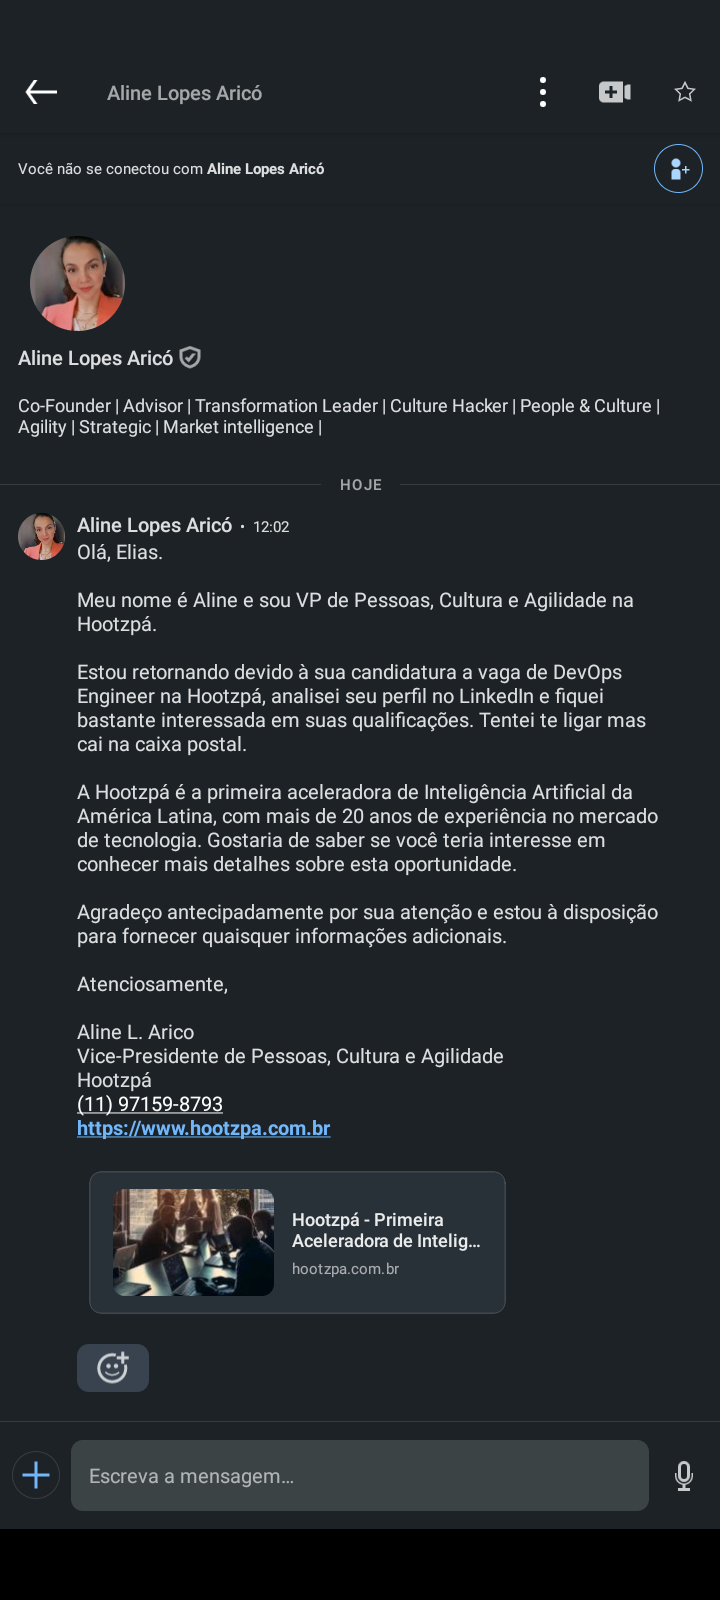 Aline Lopes Aricó
Você não se conectou com Aline Lopes Aricó
Aline Lopes Aricó
Co-Founder | Advisor | Transformation Leader | Culture Hacker | People & Culture |
Agility | Strategic | Market intelligence |
HOJE
Aline Lopes Aricó · 12:02
Olá, Elias.
Meu nome é Aline e sou VP de Pessoas, Cultura e Agilidade na
Hootzpá.
Estou retornando devido à sua candidatura a vaga de DevOps
Engineer na Hootzpá, analisei seu perfil no LinkedIn e fiquei
bastante interessada em suas qualificações. Tentei te ligar mas
cai na caixa postal.
A Hootzpá é a primeira aceleradora de Inteligência Artificial da
América Latina, com mais de 20 anos de experiência no mercado
de tecnologia. Gostaria de saber se você teria interesse em
conhecer mais detalhes sobre esta oportunidade.
Agradeço antecipadamente por sua atenção e estou à disposição
para fornecer quaisquer informações adicionais.
Atenciosamente,
Aline L. Arico
Vice-Presidente de Pessoas, Cultura e Agilidade
Hootzpá
(11) 97159-8793
https://www.hootzpa.com.br
Hootzpá - Primeira
Aceleradora de Intelig...
hootzpa.com.br
Escreva a mensagem...